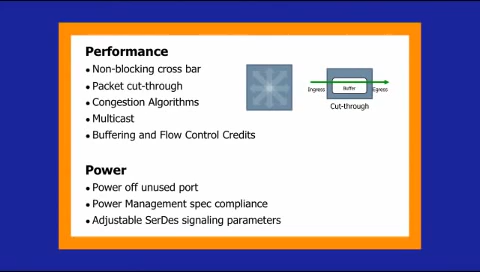 Performance
• Non-blocking cross bar
• Packet cut-through
• Congestion Algorithms
• Multicast
• Buffering and Flow Control Credits
Ingress
Buffer
Egress
Cut-through
Power
• Power off unused port
• Power Management spec compliance
• Adjustable SerDes signaling parameters